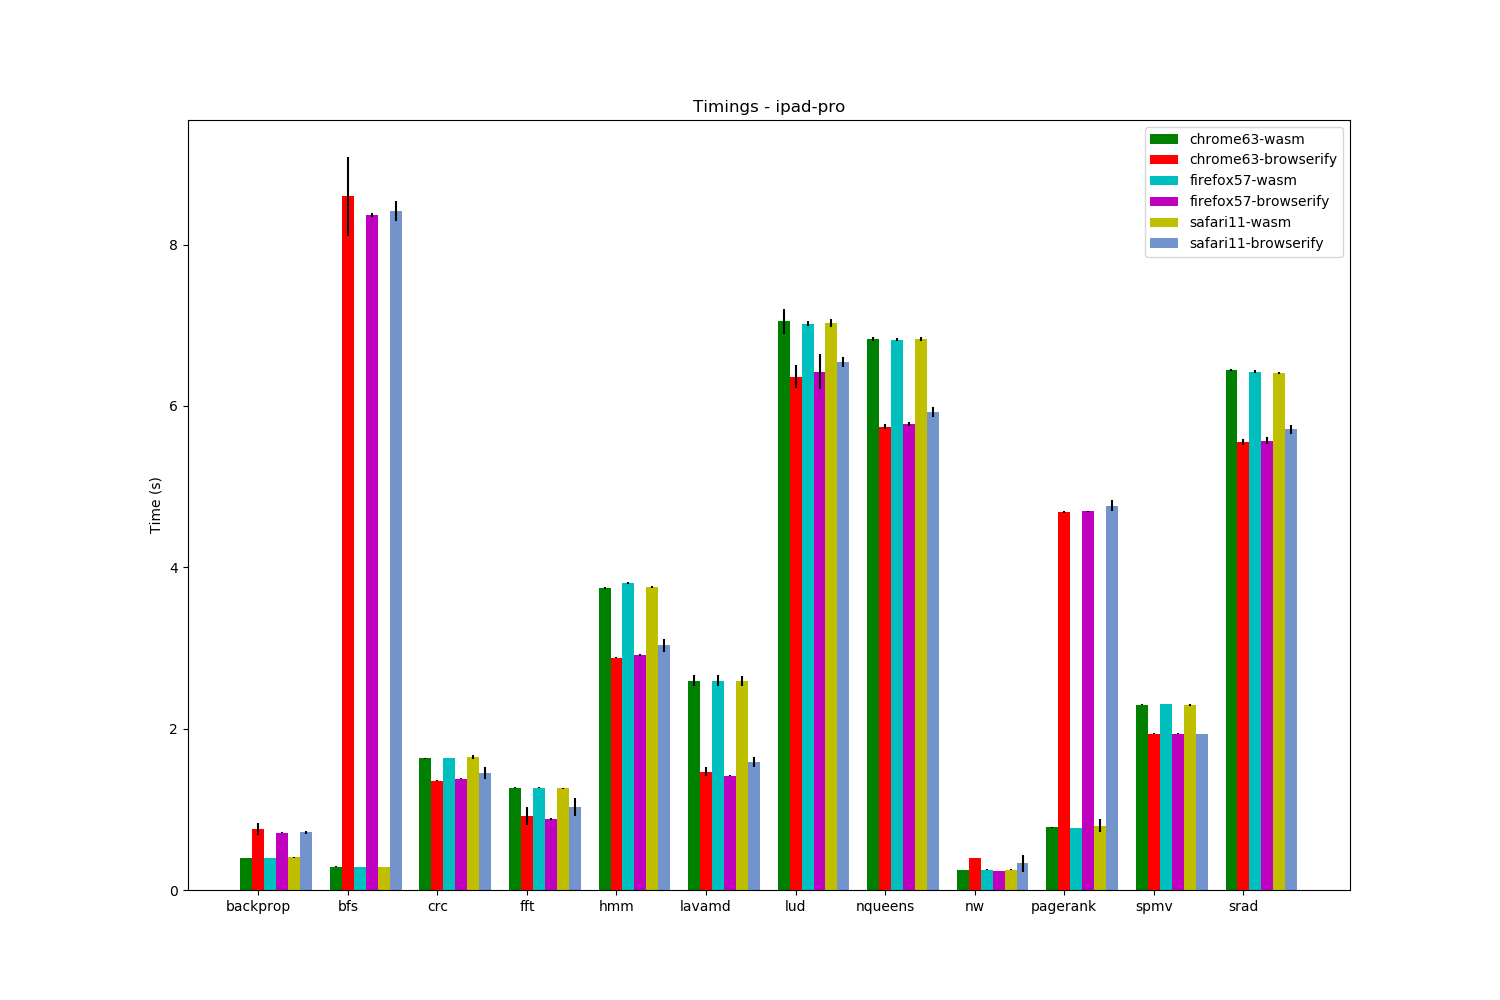 Timings - ipad-pro
chrome63-wasm
chrome63-browserify
firefox57-wasm
firefox57-browserify
safari11-wasm
safari11-browserify
Time (s)
8
6
4
2
0
backprop bfs crc fft hmm lavamd lud nqueens nw pagerank spmv srad